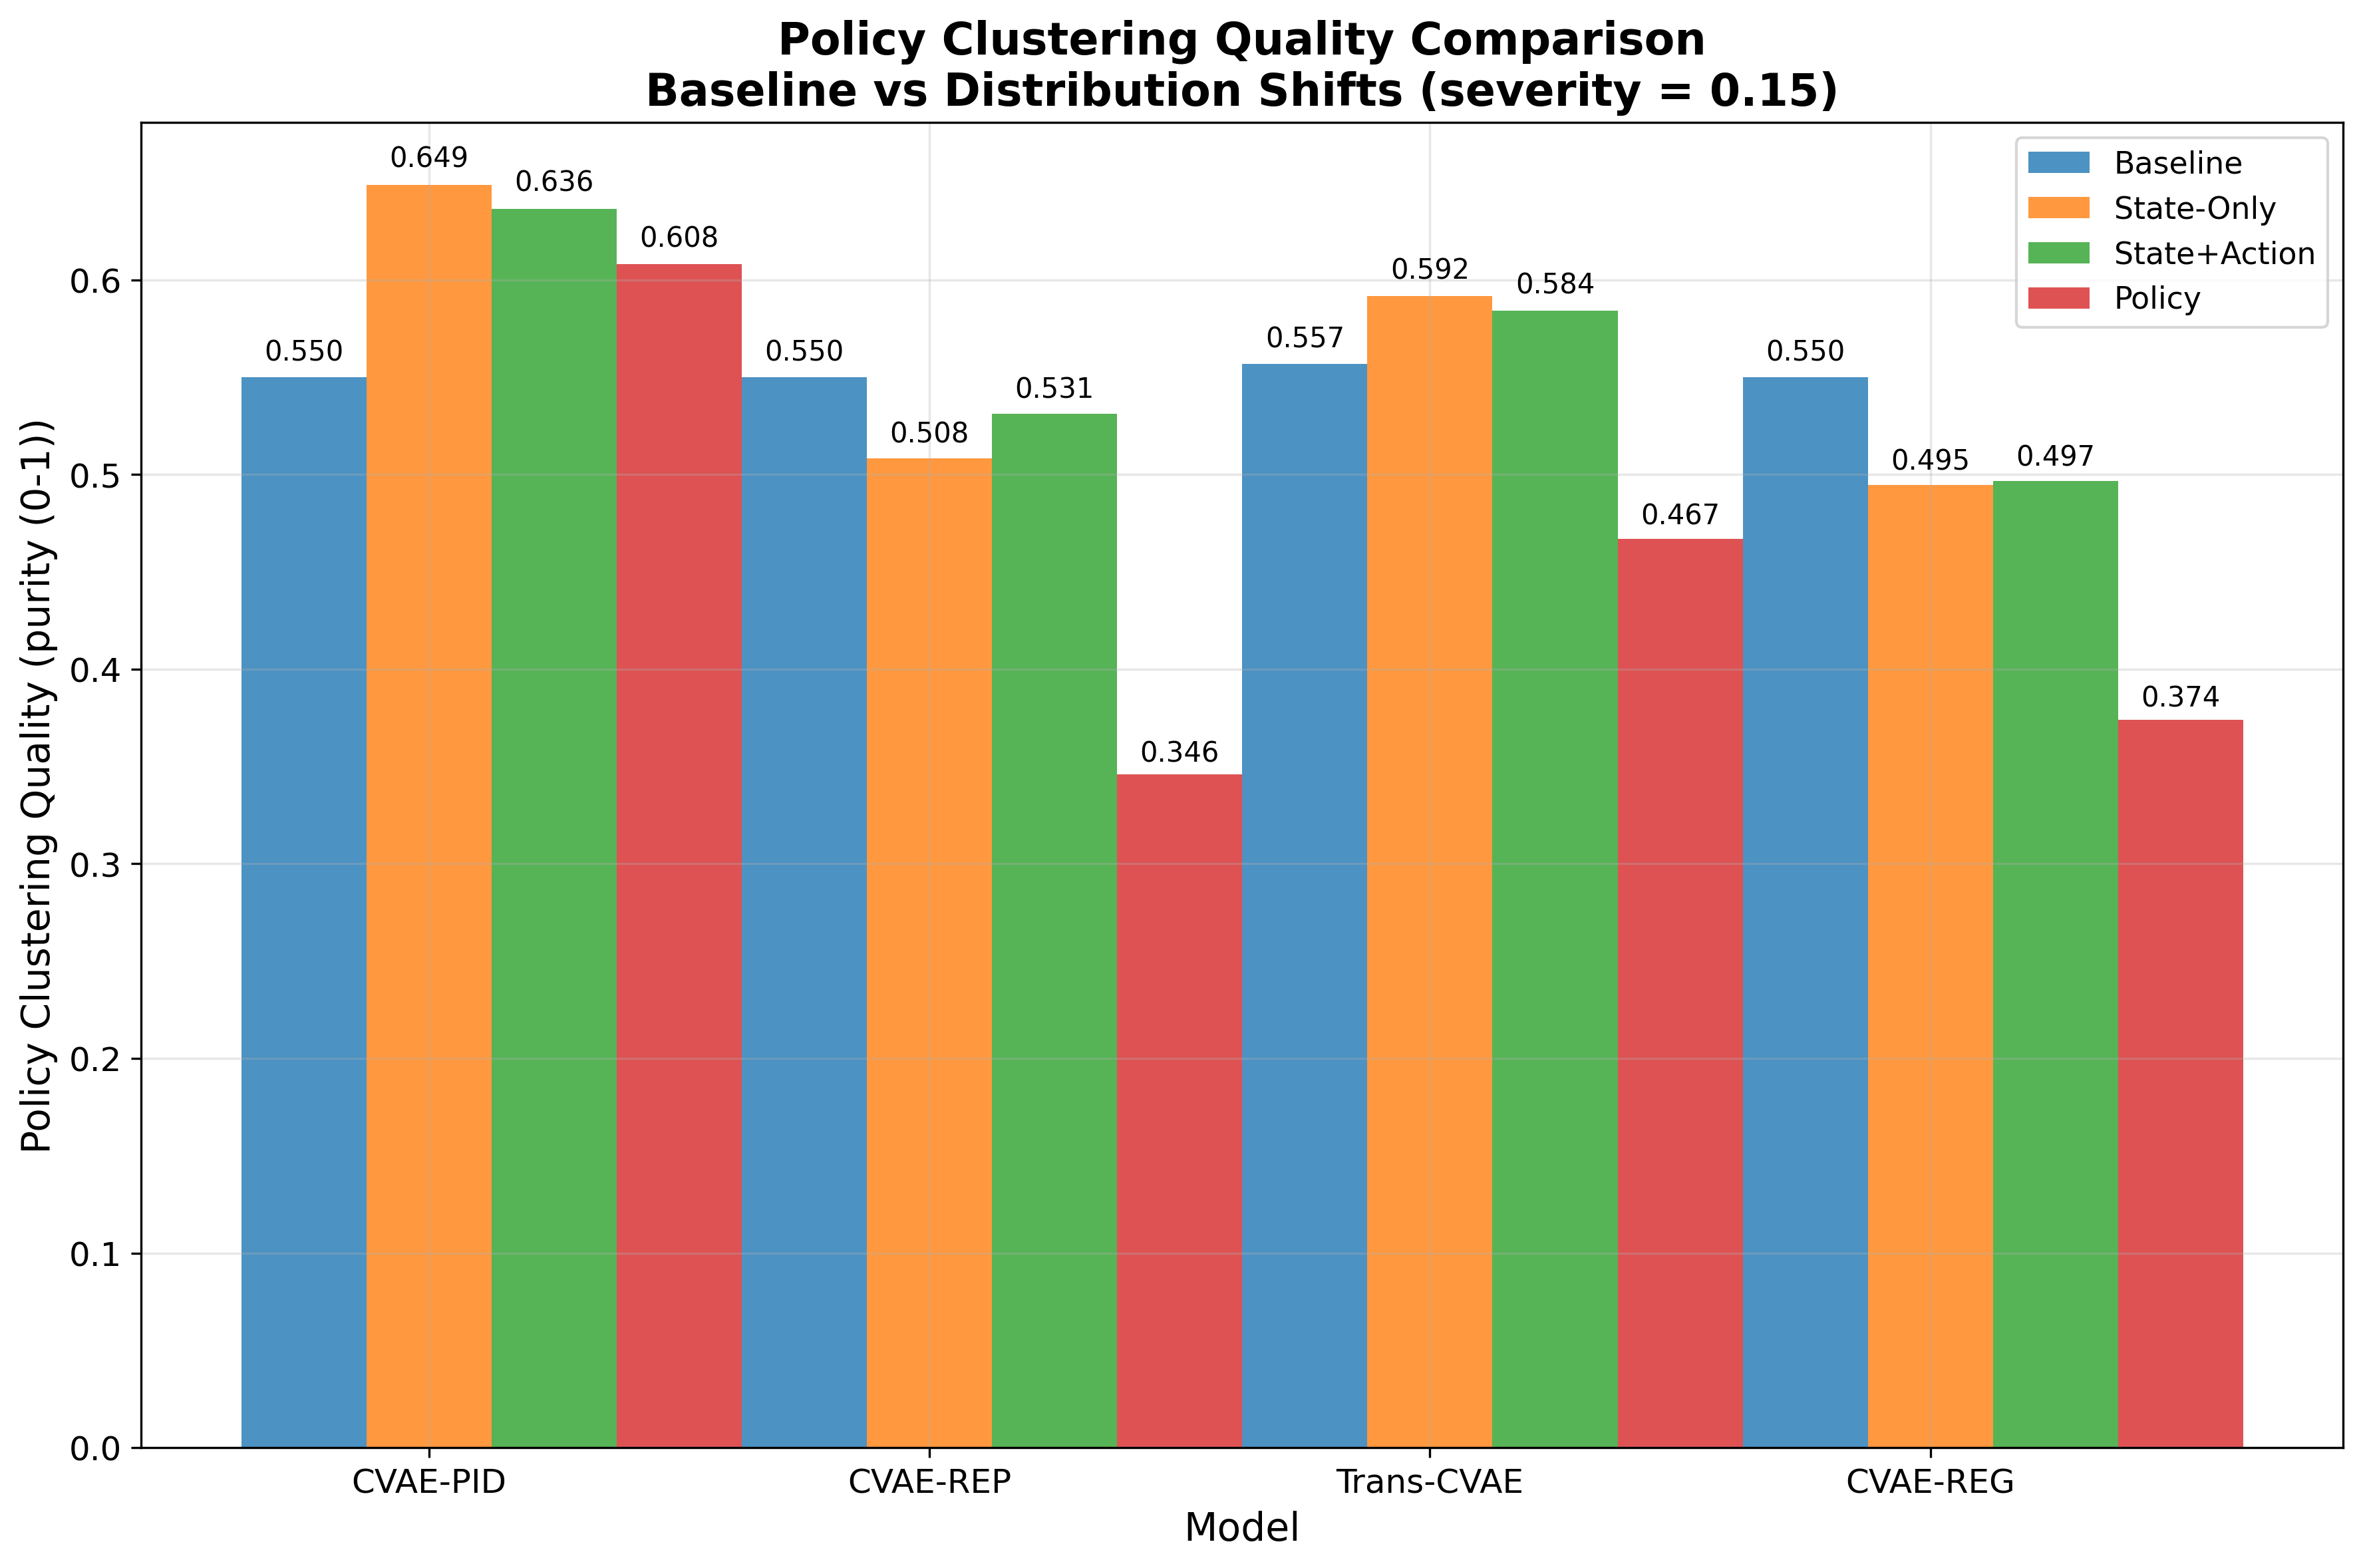 Policy Clustering Quality Comparison
Baseline vs Distribution Shifts (severity = 0.15)
Policy Clustering Quality (purity (0-1))
0.6
0.5
0.4
0.3
0.2
0.1
0.0
0.550
0.649
0.636
0.608
0.550
0.508
0.531
0.346
0.557
0.592
0.584
0.467
0.550
0.495
0.497
0.374
Baseline
State-Only
State+Action
Policy
CVAE-PID
CVAE-REP
Trans-CVAE
CVAE-REG
Model